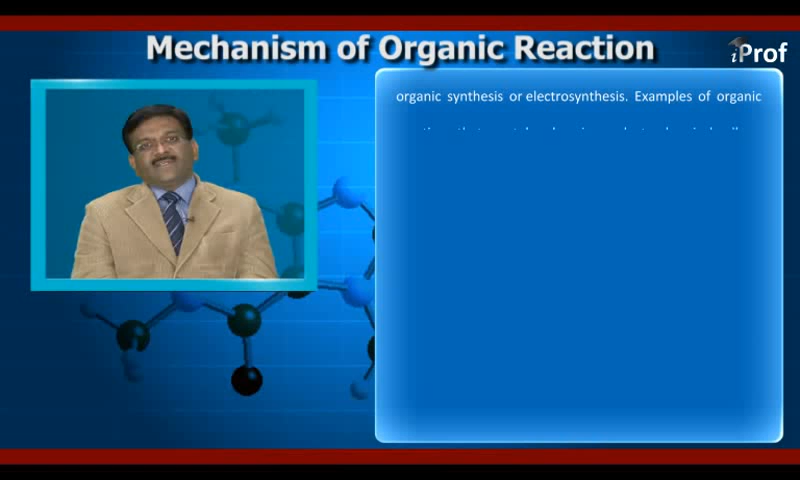 Mechanism of Organic Reaction
iProf
organic synthesis or electrosynthesis. Examples of organic